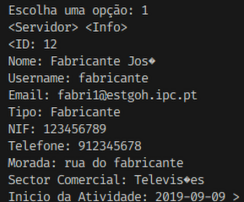 Escolha uma opção: 1
<Servidor> <Info>
<ID: 12
Nome: Fabricante Jos�
Username: fabricante
Email: fabri1@estgoh.ipc.pt
Tipo: Fabricante
NIF: 123456789
Telefone: 912345678
Morada: rua do fabricante
Sector Comercial: Televis�es
Inicio da Atividade: 2019-09-09 >